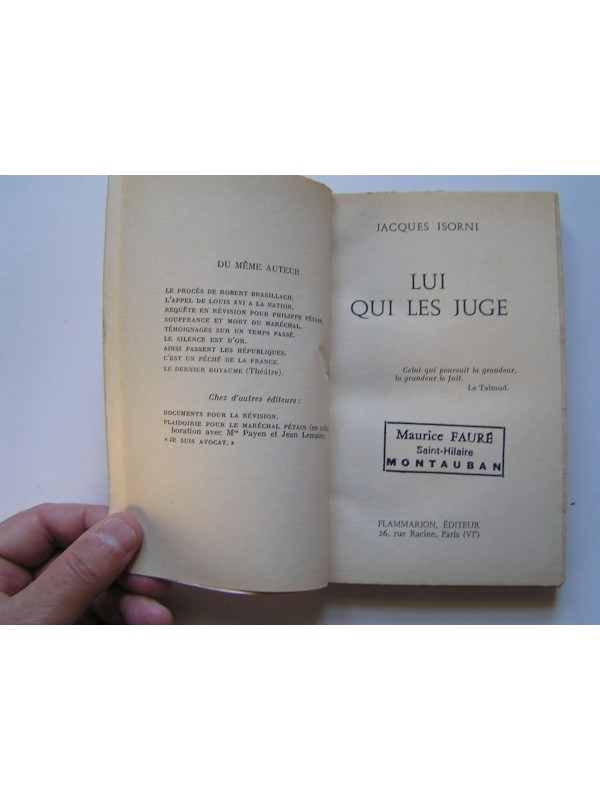 DU MÊME AUTEUR
LE PROCÈS DE ROBERT BRASILLACH.
L'APPEL DE LOUIS XVI A LA NATION.
REQUÊTE EN RÉVISION POUR PHILIPPE PÉTAIN.
SOUFFRANCE ET MORT DU MARÉCHAL.
TÉMOIGNAGES SUR UN TEMPS PASSÉ.
LE SILENCE EST D'OR.
AINSI PASSENT LES RÉPUBLIQUES.
C'EST UN PÉCHÉ DE LA FRANCE.
LE DERNIER ROYAUME (Théâtre).
Chez d'autres éditeurs :
DOCUMENTS POUR LA RÉVISION.
PLAIDOIRIE POUR LE MARÉCHAL PÉTAIN (en
boration avec Mes Payen et Jean Lemaire)
« JE SUIS AVOCAT. »
JACQUES ISORNI
LUI
QUI LES JUGE
Celui qui poursuit la grandeur,
la grandeur le fuit.
Le Talmud.
Maurice FAURÉ
Saint-Hilaire
MONTAUBAN
FLAMMARION, ÉDITEUR
26, rue Racine, Paris (VIe)